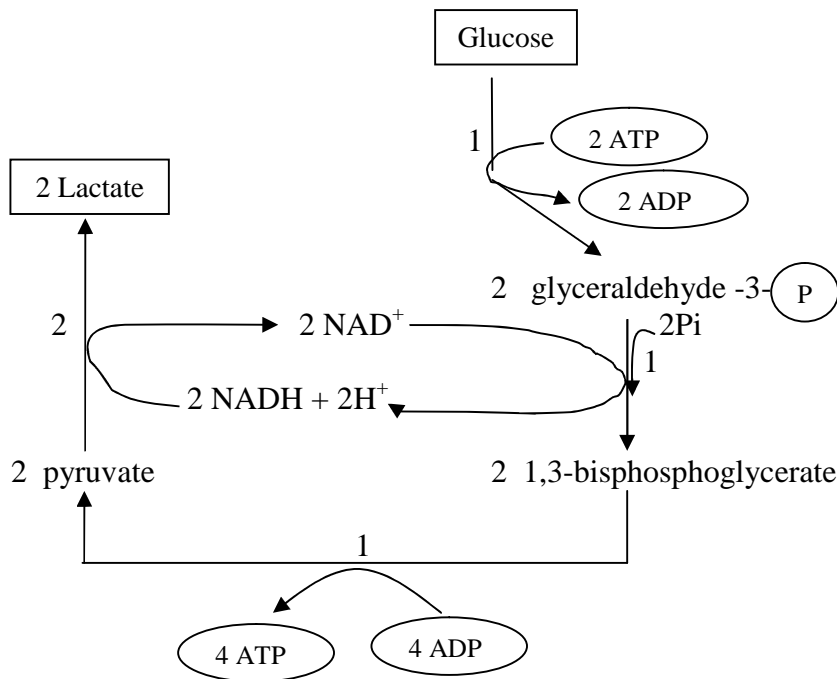 Glucose
1
2 ATP
2 Lactate
2 ADP
2 glyceraldehyde -3- P
2
2 NAD⁺
2Pi
1
2 NADH + 2H⁺
2 pyruvate
2 1,3-bisphosphoglycerate
1
4 ATP
4 ADP